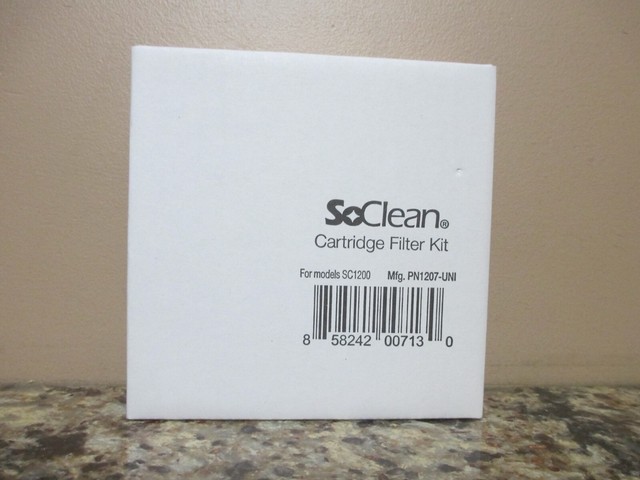 SoClean®
Cartridge Filter Kit
For models SC1200 Mfg. PN1207-UNI
8 58242 00713 0